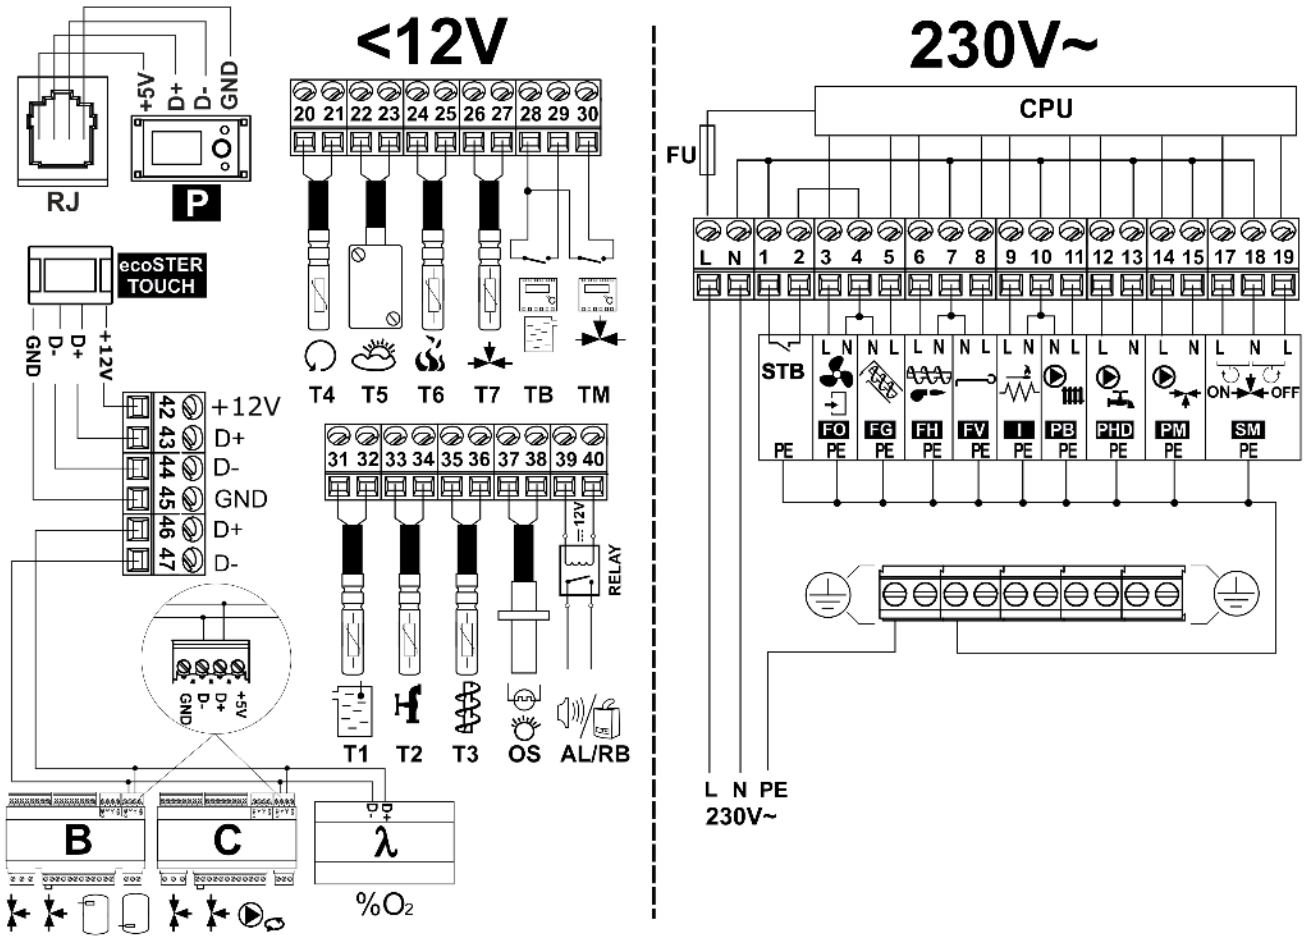 <12V
230V~
+5V D+ D- GND
RJ
P
20 21 22 23 24 25 26 27 28 29 30
°C °C
T4 T5 T6 T7 TB TM
ecoSTER
TOUCH
GND D- D+ +12V
42 +12V
43 D+
44 D-
45 GND
46 D+
47 D-
31 32 33 34 35 36 37 38 39 40
12V
RELAY
T1 T2 T3 OS AL/RB
GND D- D+ +5V
B
C
D- D+
λ
%O2
CPU
FU
L N 1 2 3 4 5 6 7 8 9 10 11 12 13 14 15 17 18 19
L N N L L N N L L N L L N L N L N L
STB
ON OFF
FO FG FH FV I PB PHD PM SM
PE PE PE PE PE PE PE PE PE PE
L N PE
230V~